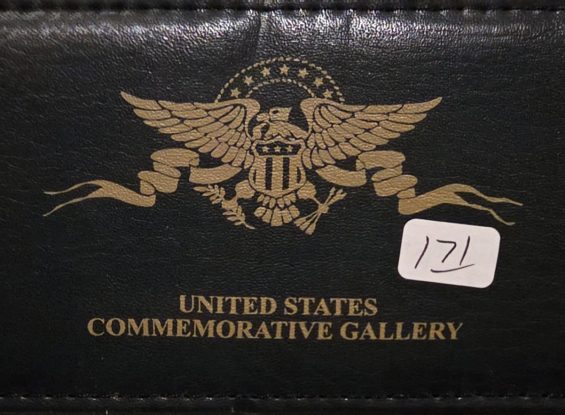 171
UNITED STATES
COMMEMORATIVE GALLERY